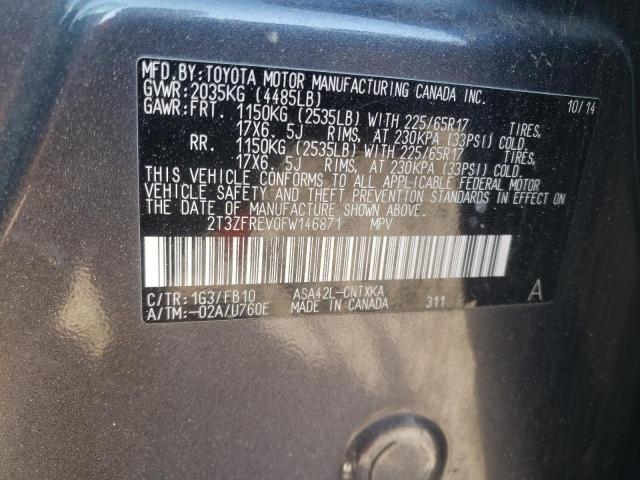 MFD.BY:TOYOTA MOTOR MANUFACTURING CANADA INC.
GVWR:2035KG (4485LB) 10/14
GAWR:FRT. 1150KG (2535LB) WITH 225/65R17 TIRES,
17X6.5J RIMS, AT 230KPA (33PSI) COLD.
RR. 1150KG (2535LB) WITH 225/65R17 TIRES,
17X6.5J RIMS, AT 230KPA (33PSI) COLD.
THIS VEHICLE CONFORMS TO ALL APPLICABLE FEDERAL MOTOR
VEHICLE SAFETY AND THEFT PREVENTION STANDARDS IN EFFECT ON
THE DATE OF MANUFACTURE SHOWN ABOVE.
2T3ZFREV0FW146871 MPV
C/TR:1G3/FB10 ASA42L-CNTXKA A
A/TM:-02A/U760E MADE IN CANADA 311